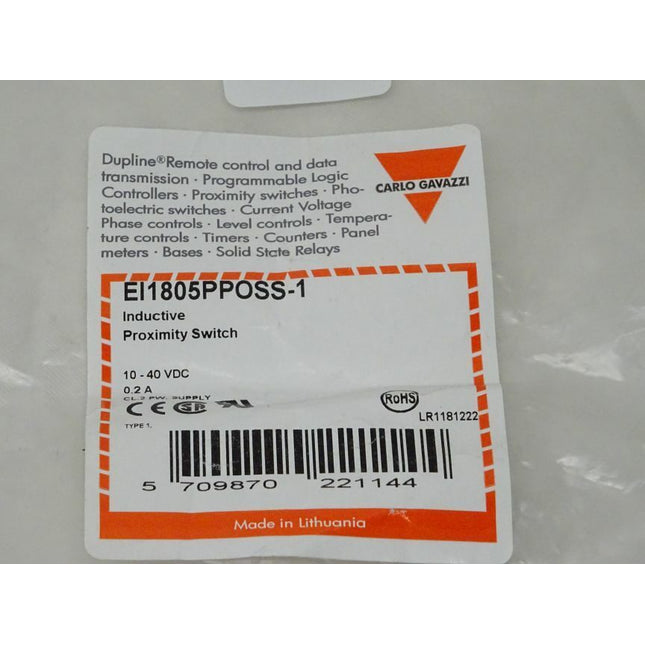 Dupline®Remote control and data
transmission · Programmable Logic
Controllers · Proximity switches · Pho-
toelectric switches · Current Voltage
Phase controls · Level controls · Tempera-
ture controls · Timers · Counters · Panel
meters · Bases · Solid State Relays
CARLO GAVAZZI
EI1805PPOSS-1
Inductive
Proximity Switch
10 - 40 VDC
0.2 A
CL.2 PW. SUPPLY
CE SP US
RoHS
TYPE 1.
LR1181222
5 709870 221144
Made in Lithuania